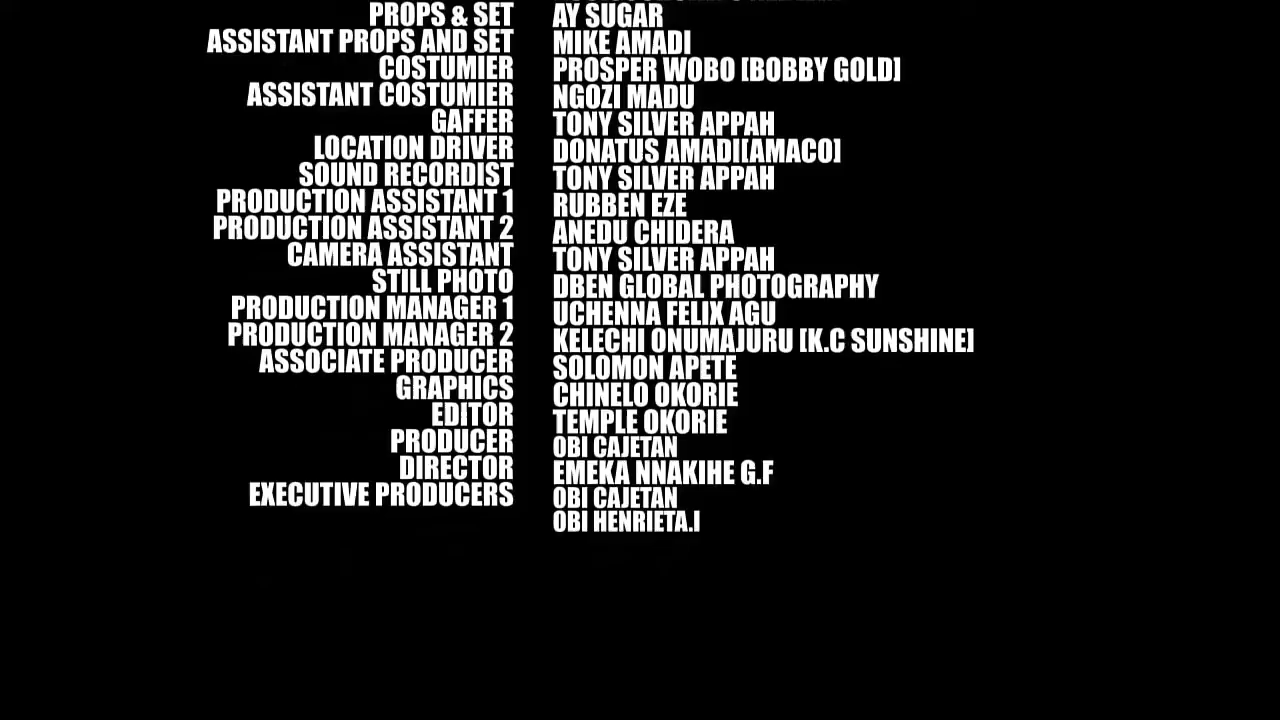 PROPS & SET AY SUGAR
ASSISTANT PROPS AND SET MIKE AMADI
COSTUMIER PROSPER WOBO [BOBBY GOLD]
ASSISTANT COSTUMIER NGOZI MADU
GAFFER TONY SILVER APPAH
LOCATION DRIVER DONATUS AMADI[AMACO]
SOUND RECORDIST TONY SILVER APPAH
PRODUCTION ASSISTANT 1 RUBBEN EZE
PRODUCTION ASSISTANT 2 ANEDU CHIDERA
CAMERA ASSISTANT TONY SILVER APPAH
STILL PHOTO DBEN GLOBAL PHOTOGRAPHY
PRODUCTION MANAGER 1 UCHENNA FELIX AGU
PRODUCTION MANAGER 2 KELECHI ONUMAJURU [K.C SUNSHINE]
ASSOCIATE PRODUCER SOLOMON APETE
GRAPHICS CHINELO OKORIE
EDITOR TEMPLE OKORIE
PRODUCER OBI CAJETAN
DIRECTOR EMEKA NNAKIHE G.F
EXECUTIVE PRODUCERS OBI CAJETAN
OBI HENRIETA.I